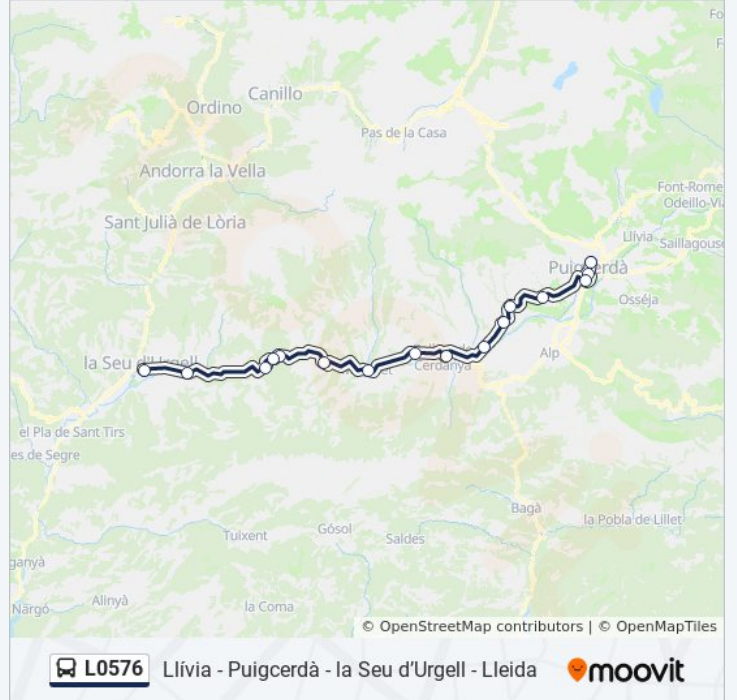 Fo
F
Canillo
Ordino
Pas de la Casa
Andorra la Vella
Font-Rome
Odeillo-Via
Sant Julià de Lòria
Llívia
Saillagous
Puigcerdà
Osséja
la Seu d'Urgell
Alp
Cerdanya
el Pla de Sant Tirs
es de Segre
Bagà
la Pobla de Lillet
Tuixent
Gósol
Saldes
ganyà
Nargó
Alinyà
la Coma
© OpenStreetMap contributors | © OpenMapTiles
L0576 Llívia - Puigcerdà - la Seu d’Urgell - Lleida moovit